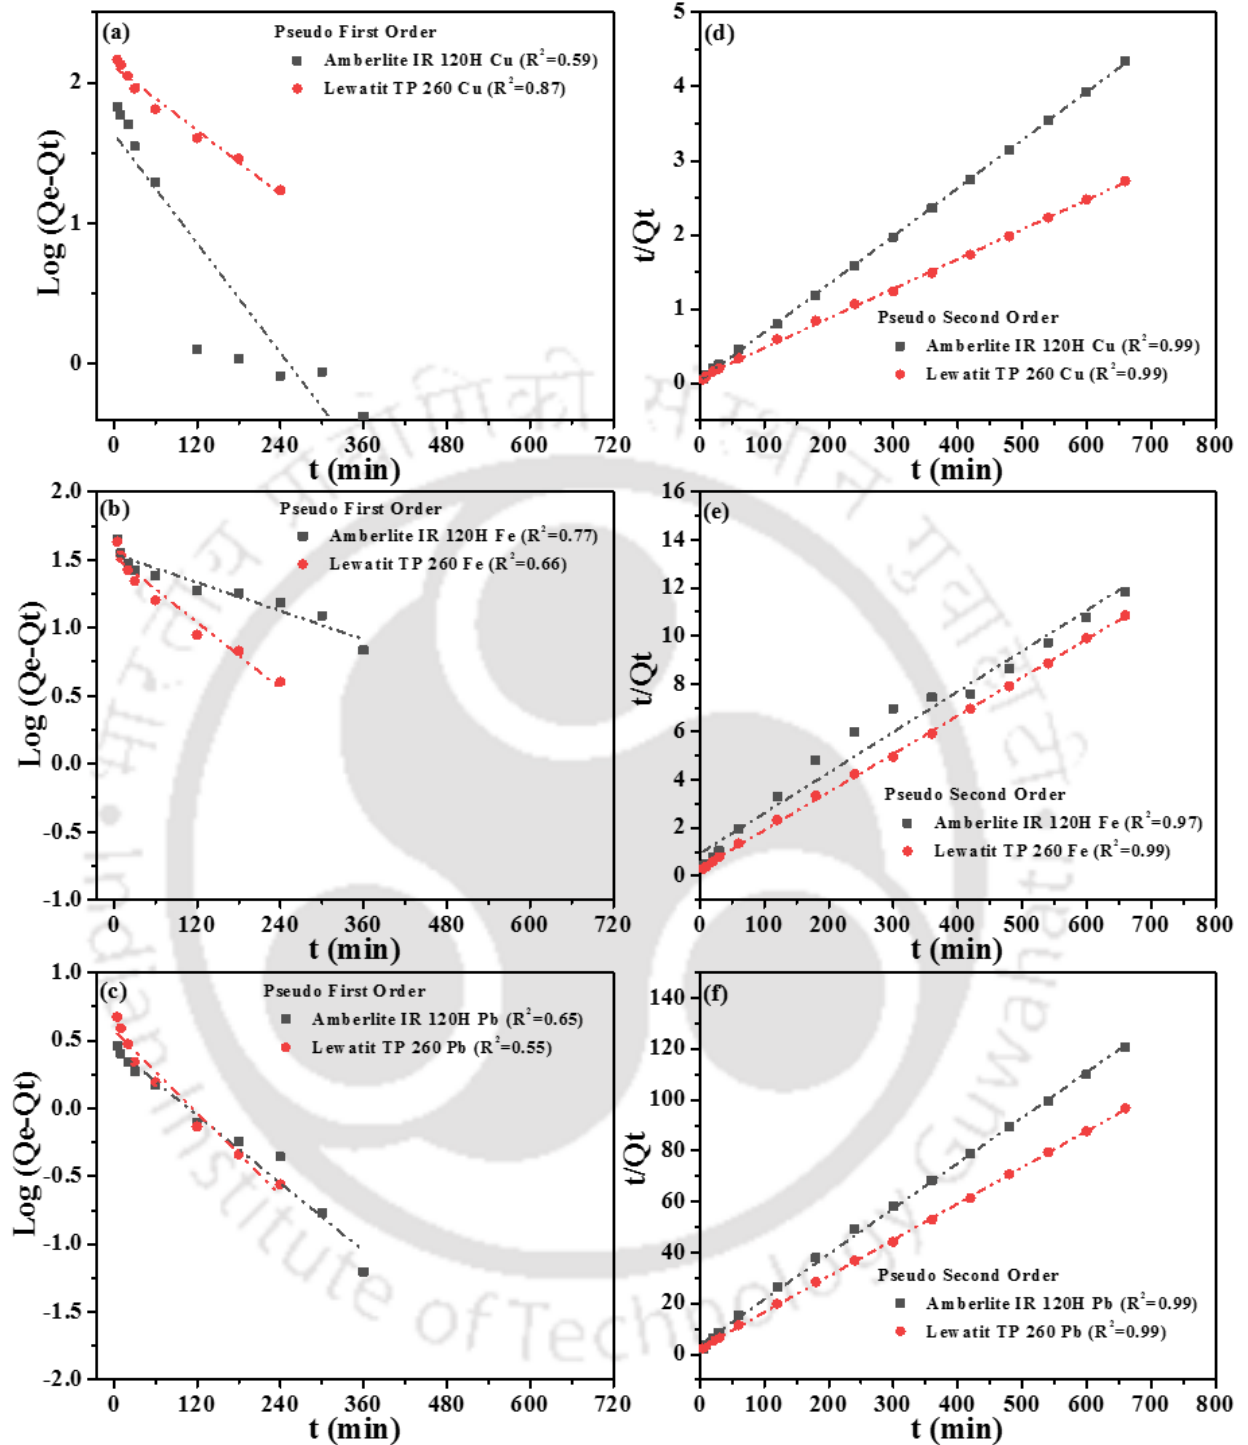 (a)
Pseudo First Order
Amberlite IR 120H Cu (R²=0.59)
Lewatit TP 260 Cu (R²=0.87)
2
1
0
Log (Qe-Qt)
0 120 240 360 480 600 720
t (min)
(d)
5
4
3
2
1
0
t/Qt
Pseudo Second Order
Amberlite IR 120H Cu (R²=0.99)
Lewatit TP 260 Cu (R²=0.99)
0 100 200 300 400 500 600 700 800
t (min)
(b)
Pseudo First Order
Amberlite IR 120H Fe (R²=0.77)
Lewatit TP 260 Fe (R²=0.66)
2.0
1.5
1.0
0.5
0.0
-0.5
-1.0
Log (Qe-Qt)
0 120 240 360 480 600 720
t (min)
(e)
16
14
12
10
8
6
4
2
0
t/Qt
Pseudo Second Order
Amberlite IR 120H Fe (R²=0.97)
Lewatit TP 260 Fe (R²=0.99)
0 100 200 300 400 500 600 700 800
t (min)
(c)
Pseudo First Order
Amberlite IR 120H Pb (R²=0.65)
Lewatit TP 260 Pb (R²=0.55)
1.0
0.5
0.0
-0.5
-1.0
-1.5
-2.0
Log (Qe-Qt)
0 120 240 360 480 600 720
t (min)
(f)
140
120
100
80
60
40
20
0
t/Qt
Pseudo Second Order
Amberlite IR 120H Pb (R²=0.99)
Lewatit TP 260 Pb (R²=0.99)
0 100 200 300 400 500 600 700 800
t (min)
Indian Institute of Technology Guwahati